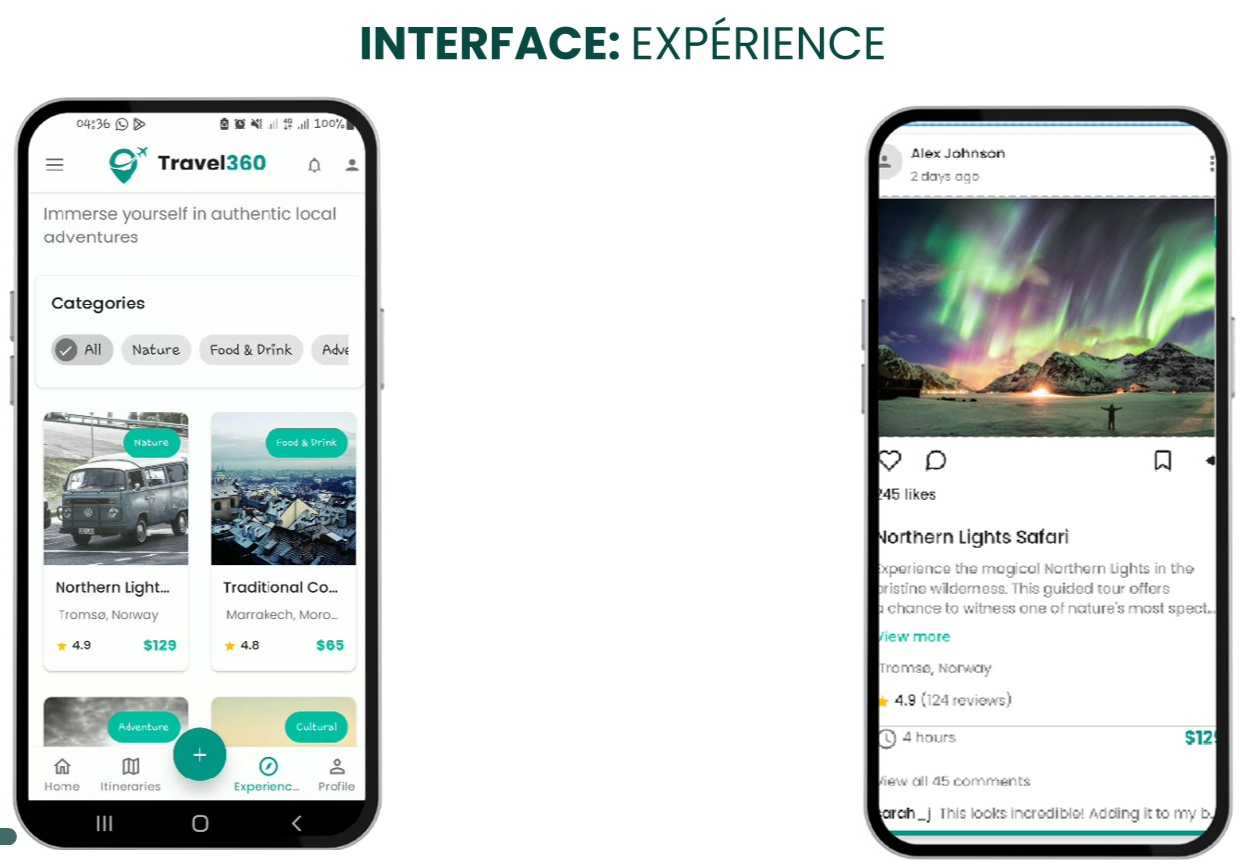 INTERFACE: EXPÉRIENCE
04:36
100%
Travel360
Immerse yourself in authentic local
adventures
Categories
All
Nature
Food & Drink
Adve
Nature
Food & Drink
Northern Light...
Tromsø, Norway
4.9
$129
Traditional Co...
Marrakech, Moro...
4.8
$65
Adventure
Cultural
+
Home
Itineraries
Experienc...
Profile
Alex Johnson
2 days ago
245 likes
Northern Lights Safari
Experience the magical Northern Lights in the
pristine wilderness. This guided tour offers
a chance to witness one of nature's most spect...
View more
Tromsø, Norway
4.9 (124 reviews)
4 hours
$129
View all 45 comments
sarah_j This looks incredible! Adding it to my b.